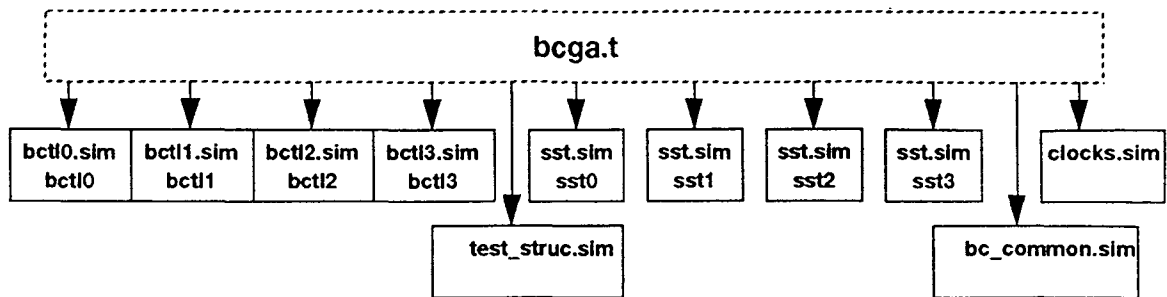 bcga.t
bctl0.sim bctl1.sim bctl2.sim bctl3.sim sst.sim sst.sim sst.sim sst.sim clocks.sim
bctl0 bctl1 bctl2 bctl3 sst0 sst1 sst2 sst3
test_struc.sim bc_common.sim